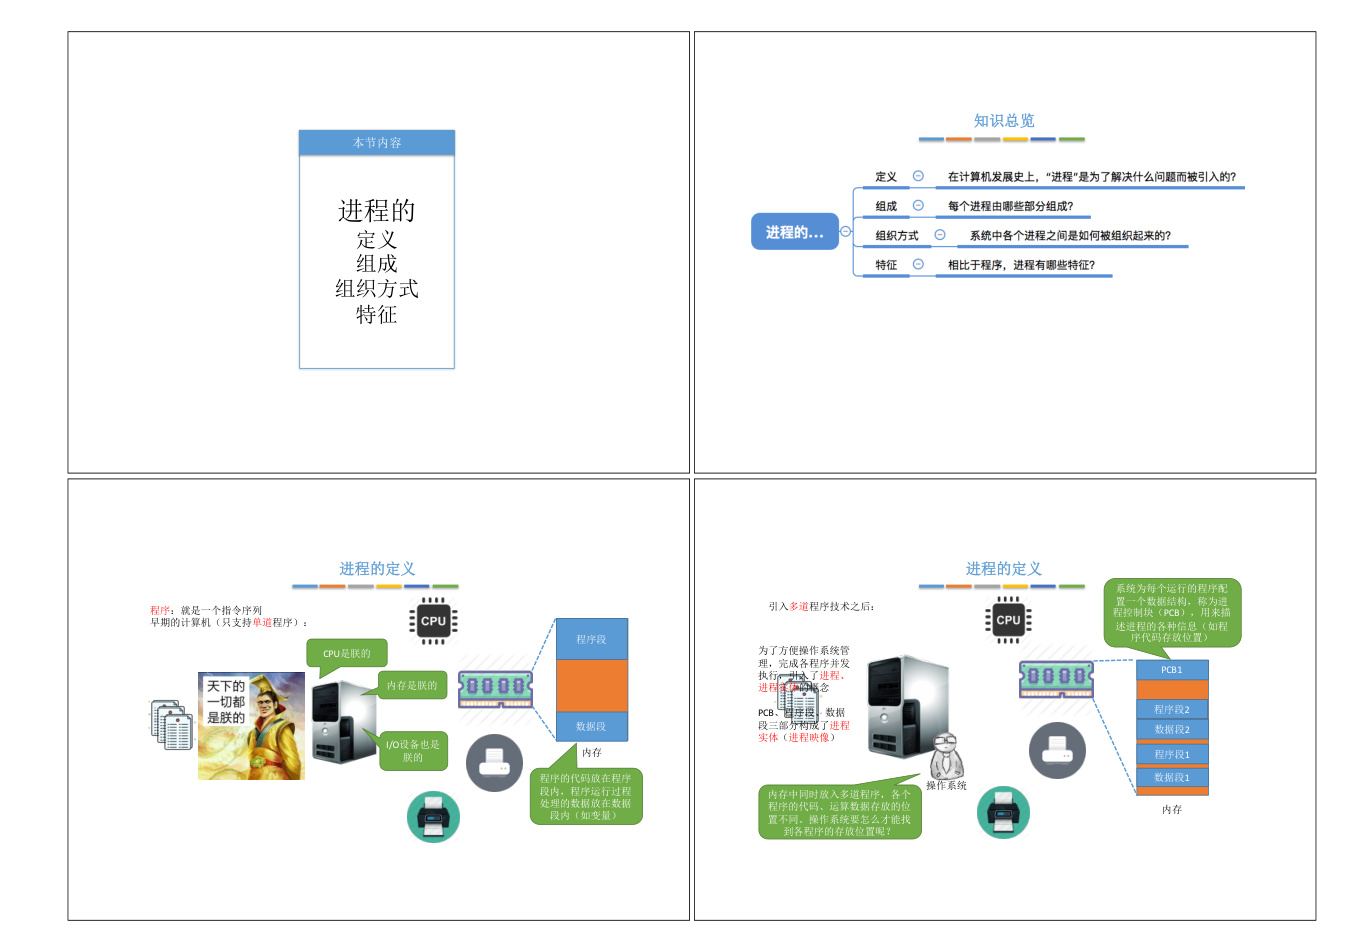 本节内容
进程的
定义
组成
组织方式
特征
知识总览
进程的...
定义
在计算机发展史上，“进程”是为了解决什么问题而被引入的？
组成
每个进程由哪些部分组成？
组织方式
系统中各个进程之间是如何被组织起来的？
特征
相比于程序，进程有哪些特征？
进程的定义
程序：就是一个指令序列
早期的计算机（只支持单道程序）：
CPU
CPU是朕的
内存是朕的
I/O设备也是
朕的
天下的
一切都
是朕的
程序段
数据段
内存
程序的代码放在程序
段内，程序运行过程
处理的数据放在数据
段内（如变量）
进程的定义
引入多道程序技术之后：
CPU
系统为每个运行的程序配
置一个数据结构，称为进
程控制块（PCB），用来描
述进程的各种信息（如程
序代码存放位置）
为了方便操作系统管
理，完成各程序并发
执行，引入了进程、
进程实体的概念
PCB、程序段、数据
段三部分构成了进程
实体（进程映像）
PCB1
程序段2
数据段2
程序段1
数据段1
内存
操作系统
内存中同时放入多道程序，各个
程序的代码、运算数据存放的位
置不同。操作系统要怎么才能找
到各程序的存放位置呢？